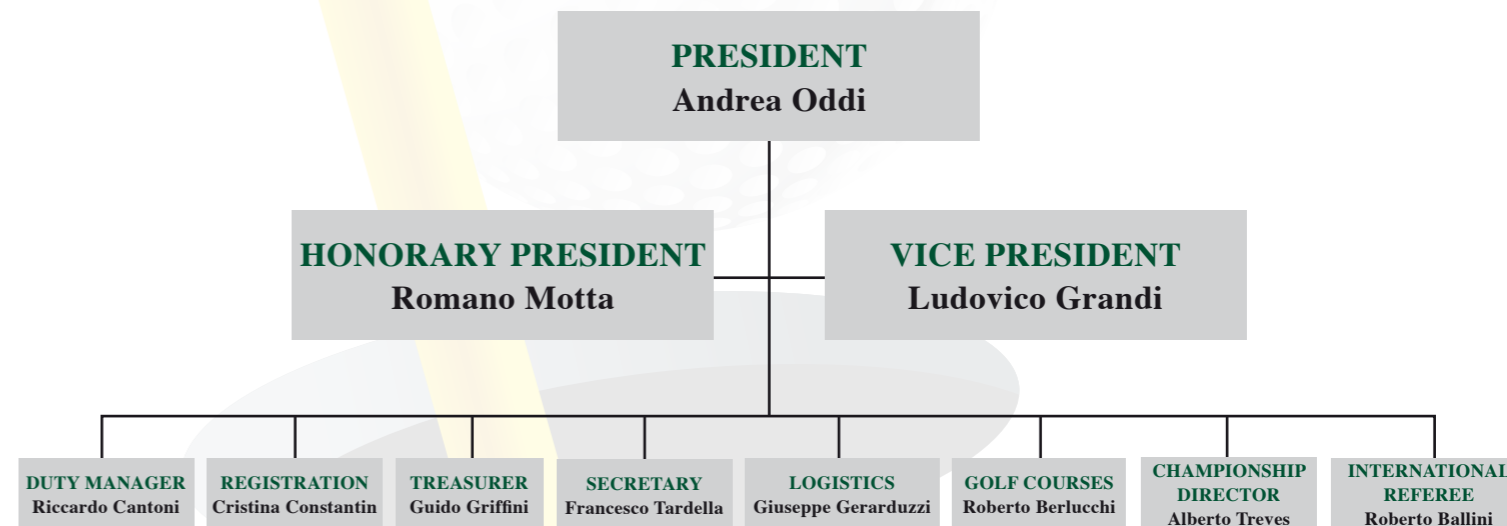 PRESIDENT
Andrea Oddi
HONORARY PRESIDENT
Romano Motta
VICE PRESIDENT
Ludovico Grandi
DUTY MANAGER
Riccardo Cantoni
REGISTRATION
Cristina Constantin
TREASURER
Guido Griffini
SECRETARY
Francesco Tardella
LOGISTICS
Giuseppe Gerarduzzi
GOLF COURSES
Roberto Berlucchi
CHAMPIONSHIP
DIRECTOR
Alberto Treves
INTERNATIONAL
REFEREE
Roberto Ballini